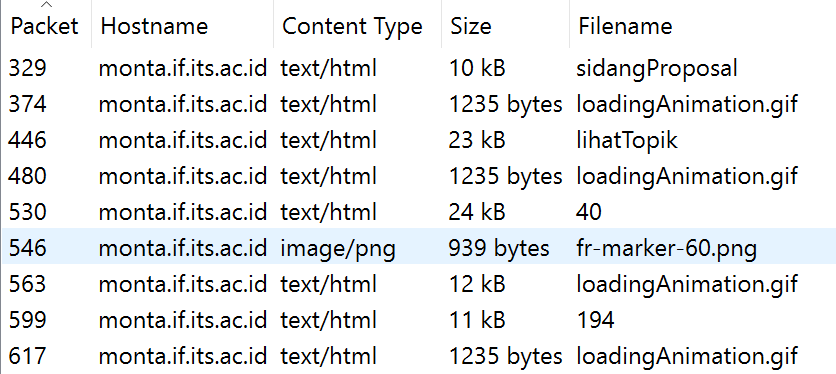 Packet Hostname Content Type Size Filename
329 monta.if.its.ac.id text/html 10 kB sidangProposal
374 monta.if.its.ac.id text/html 1235 bytes loadingAnimation.gif
446 monta.if.its.ac.id text/html 23 kB lihatTopik
480 monta.if.its.ac.id text/html 1235 bytes loadingAnimation.gif
530 monta.if.its.ac.id text/html 24 kB 40
546 monta.if.its.ac.id image/png 939 bytes fr-marker-60.png
563 monta.if.its.ac.id text/html 12 kB loadingAnimation.gif
599 monta.if.its.ac.id text/html 11 kB 194
617 monta.if.its.ac.id text/html 1235 bytes loadingAnimation.gif